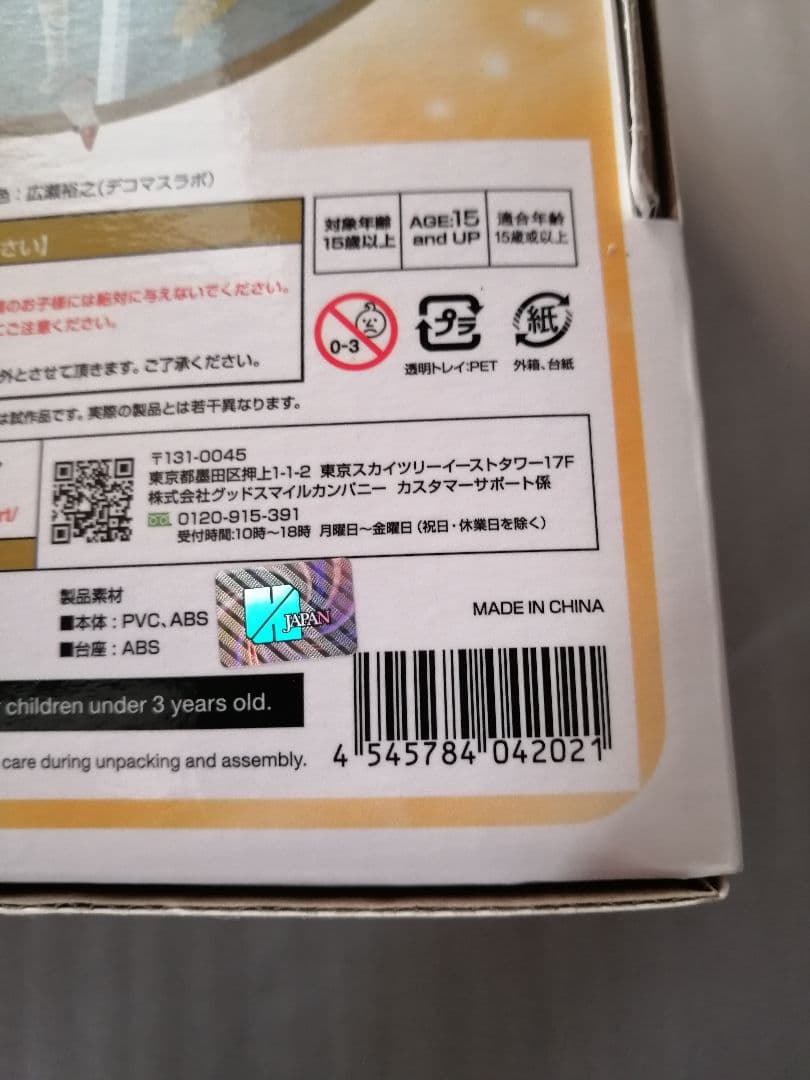 色：広瀬裕之（デコマスラボ）
さい】
のお子様には絶対に与えないでください。
ご注意ください。
外とさせて頂きます。ご了承ください。
は試作品です。実際の製品とは若干異なります。
対象年齢
15歳以上
AGE:15
and UP
適合年齢
15歳或以上
0-3
プラ
紙
透明トレイ:PET
外箱、台紙
rt/
〒131-0045
東京都墨田区押上1-1-2 東京スカイツリーイーストタワー17F
株式会社グッドスマイルカンパニー カスタマーサポート係
0120-915-391
受付時間:10時～18時 月曜日～金曜日（祝日・休業日を除く）
製品素材
■本体：PVC、ABS
■台座：ABS
JAPAN
MADE IN CHINA
children under 3 years old.
care during unpacking and assembly.
4 545784 042021